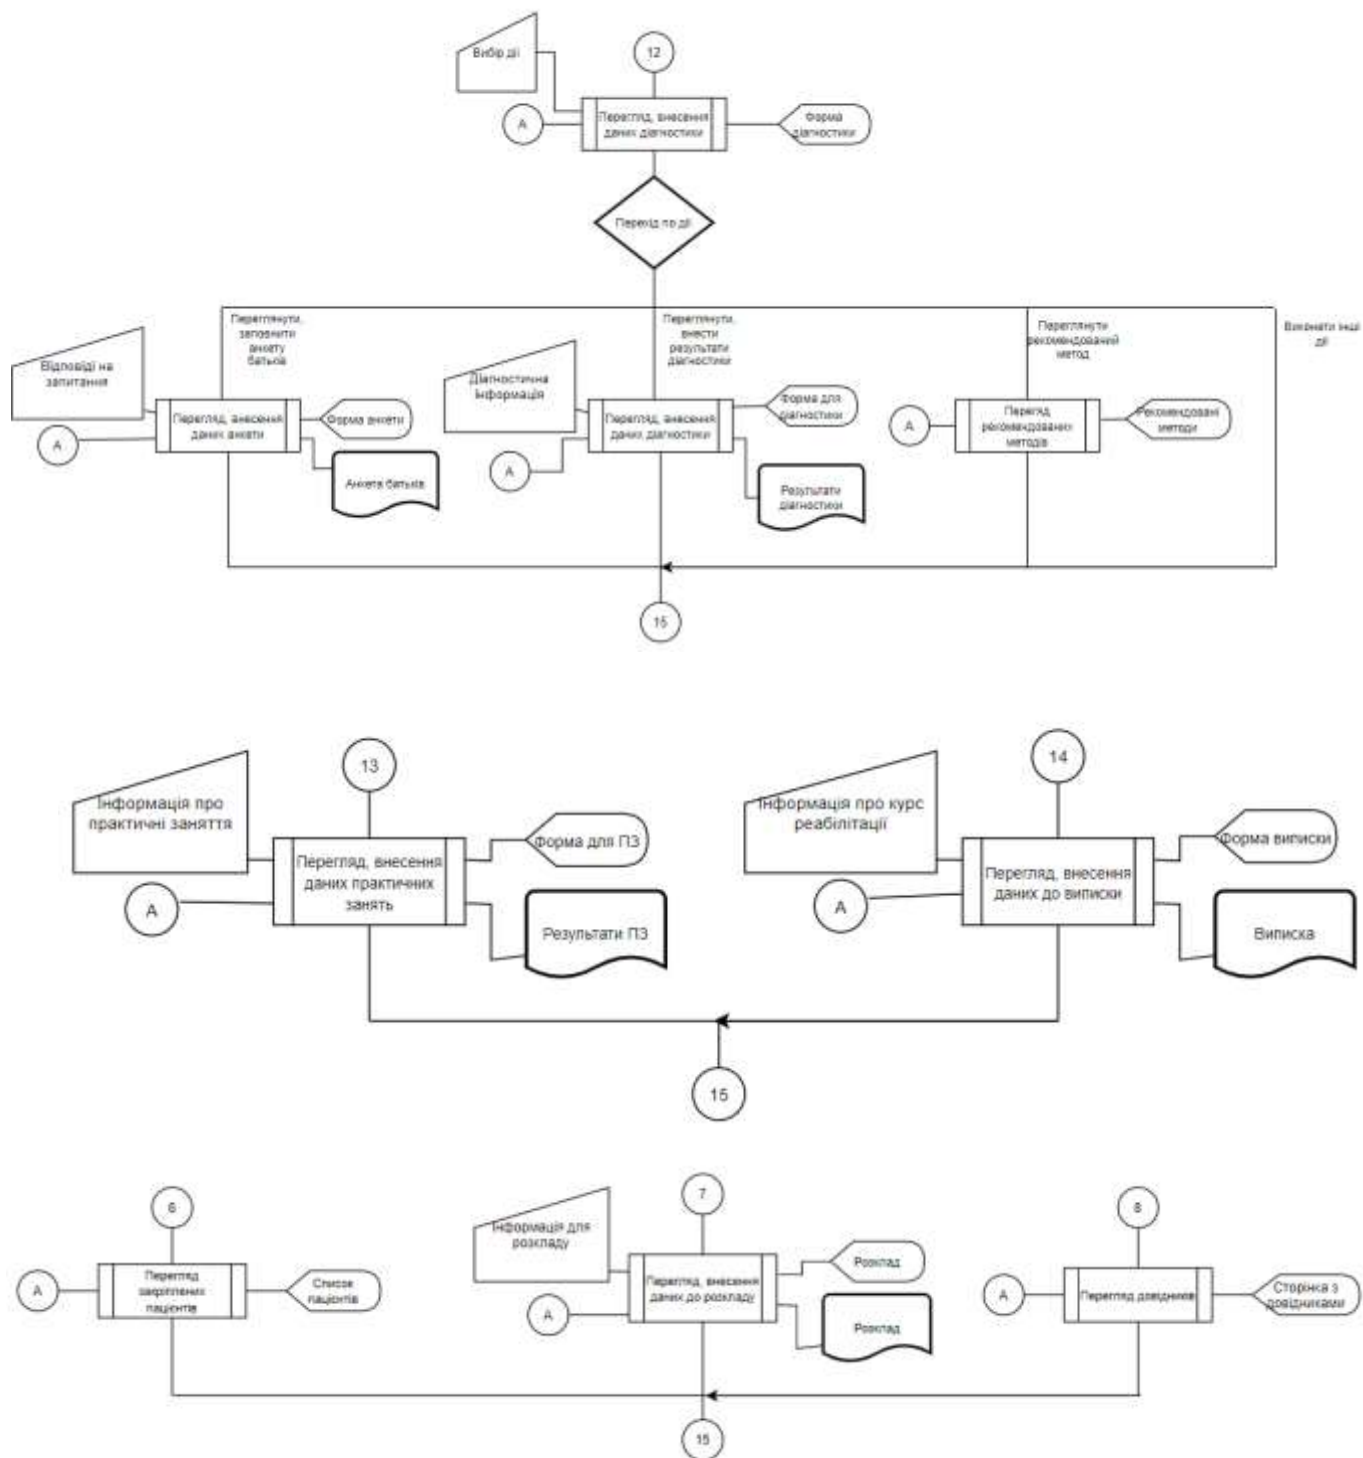 Вибір дії
12
А
Перегляд, внесення
даних діагностики
Форма
діагностики
Перехід по дії
Переглянути,
заповнити
анкету
батьків
Переглянути,
внести
результати
діагностики
Переглянути
рекомендований
метод
Виконати інші
дії
Відповіді на
запитання
А
Перегляд, внесення
даних анкети
Форма анкети
Анкета батьків
Діагностична
інформація
А
Перегляд, внесення
даних діагностики
Форма для
діагностики
Результати
діагностики
А
Перегяд
рекомендованих
методів
Рекомендовані
методи
15
13
Інформація про
практичні заняття
А
Перегляд, внесення
даних практичних
занять
Форма для ПЗ
Результати ПЗ
14
Інформація про курс
реабілітації
А
Перегляд, внесення
даних до виписки
Форма виписки
Виписка
15
6
А
Перегляд
закріплених
пацієнтів
Список
пацієнтів
7
Інформація для
розкладу
А
Перегляд, внесення
даних до розкладу
Розклад
Розклад
8
А
Перегляд довідників
Сторінка з
довідниками
15